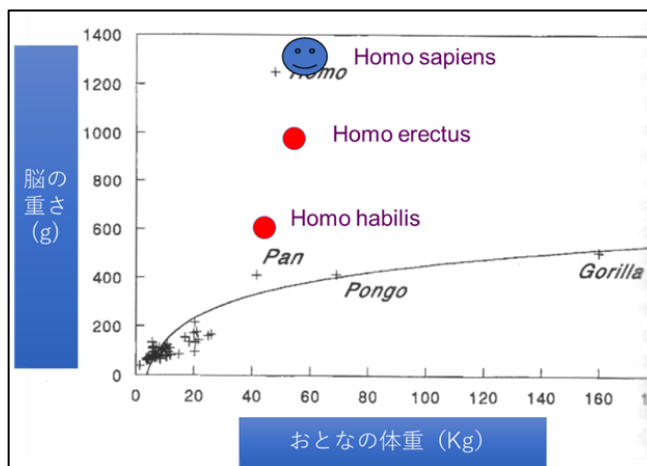 1400
1200
1000
800
600
400
200
0
脳の
重さ
(g)
Homo
Homo sapiens
Homo erectus
Homo habilis
Pan
Pongo
Gorilla
0 20 40 60 80 100 120 140 160
おとなの体重（Kg）